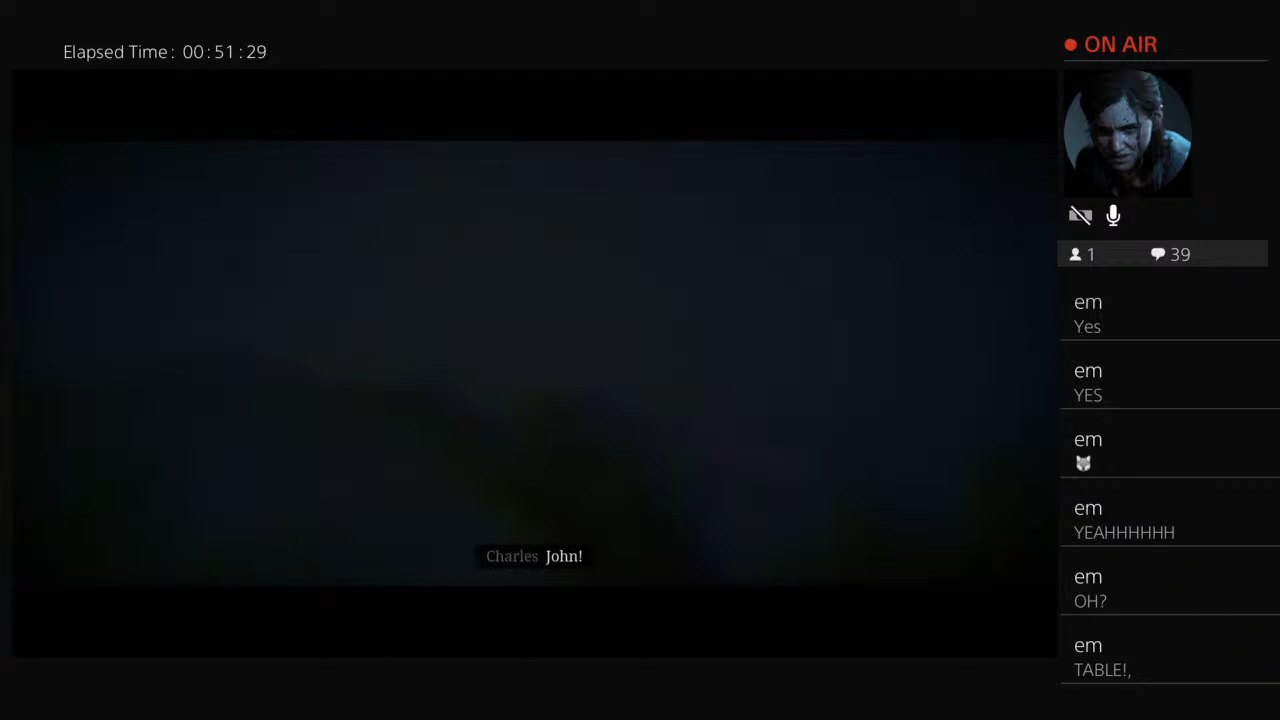 Elapsed Time: 00:51:29
ON AIR
1 39
em
Yes
em
YES
em
em
YEAHHHHHH
em
OH?
em
TABLE!,
Charles John!